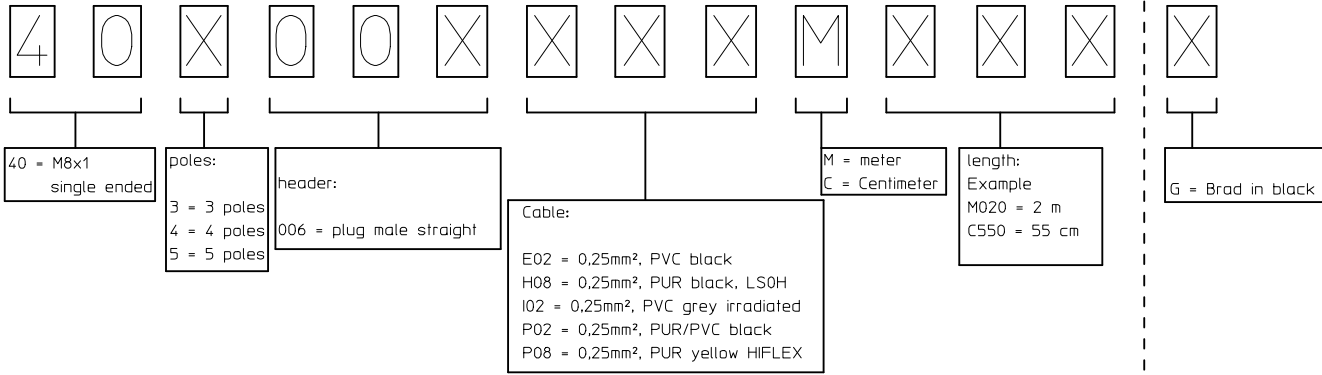 4 0 X 0 0 X X X X M X X X X
40 = M8x1
single ended
poles:
3 = 3 poles
4 = 4 poles
5 = 5 poles
header:
006 = plug male straight
Cable:
E02 = 0,25mm², PVC black
H08 = 0,25mm², PUR black, LS0H
I02 = 0,25mm², PVC grey irradiated
P02 = 0,25mm², PUR/PVC black
P08 = 0,25mm², PUR yellow HIFLEX
M = meter
C = Centimeter
length:
Example
M020 = 2 m
C550 = 55 cm
G = Brad in black